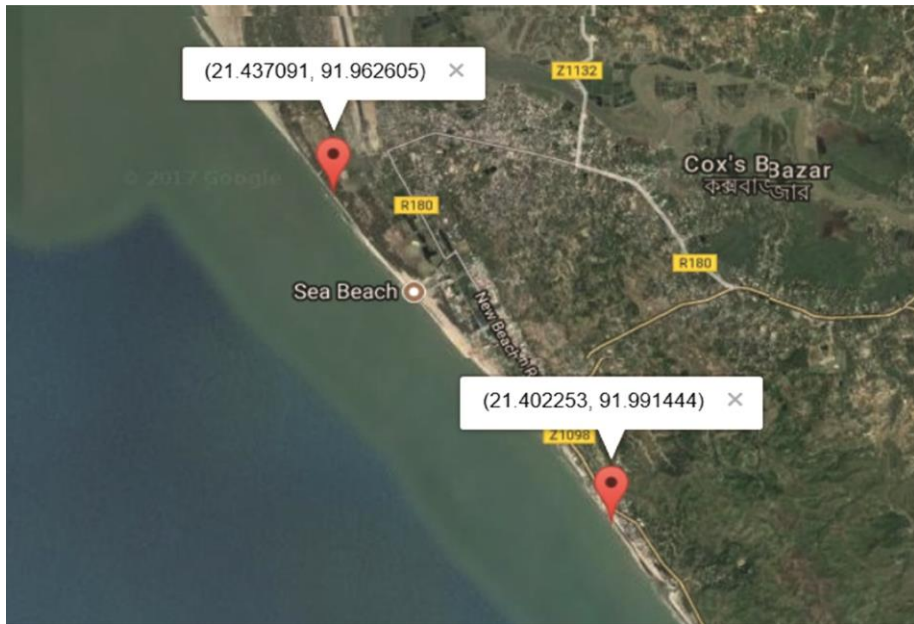 (21.437091, 91.962605) ×
Z1132
Cox's Bazar
কক্সবাজার
© 2017 Google
R180
R180
Sea Beach
New Beach
(21.402253, 91.991444) ×
Z1098